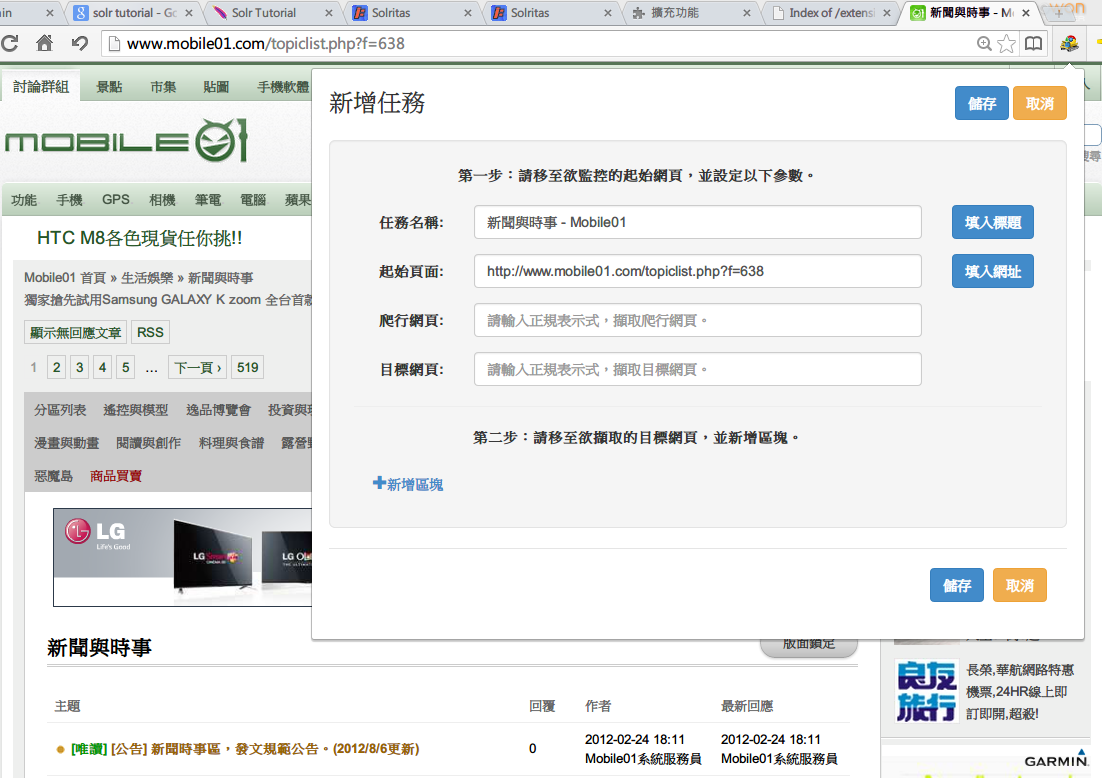 in
solr tutorial - Go
Solr Tutorial
Solritas
Solritas
擴充功能
Index of /extensi
新聞與時事 - Mo
www.mobile01.com/topiclist.php?f=638
討論群組 景點 市集 貼圖 手機軟體
MOBILE01
功能 手機 GPS 相機 筆電 電腦 蘋果
HTC M8各色現貨任你挑!!
Mobile01 首頁 » 生活娛樂 » 新聞與時事
獨家搶先試用Samsung GALAXY K zoom 全台首
顯示無回應文章 RSS
1 2 3 4 5 ... 下一頁 › 519
分區列表 遙控與模型 逸品博覽會 投資與
漫畫與動畫 閱讀與創作 料理與食譜 露營
惡魔島 商品買賣
新增任務
儲存 取消
第一步：請移至欲監控的起始網頁，並設定以下參數。
任務名稱: 新聞與時事 - Mobile01 填入標題
起始頁面: http://www.mobile01.com/topiclist.php?f=638 填入網址
爬行網頁: 請輸入正規表示式，擷取爬行網頁。
目標網頁: 請輸入正規表示式，擷取目標網頁。
第二步：請移至欲擷取的目標網頁，並新增區塊。
新增區塊
儲存 取消
LG
Life's Good
LG
CINEMA 3D
LG
新聞與時事
版面鎖定
主題 回覆 作者 最新回應
[唯讀] [公告] 新聞時事區，發文規範公告。(2012/8/6更新) 0 2012-02-24 18:11 2012-02-24 18:11
Mobile01系統服務員 Mobile01系統服務員
良友
旅行
長榮,華航網路特惠
機票,24HR線上即
訂即開,超殺!
GARMIN